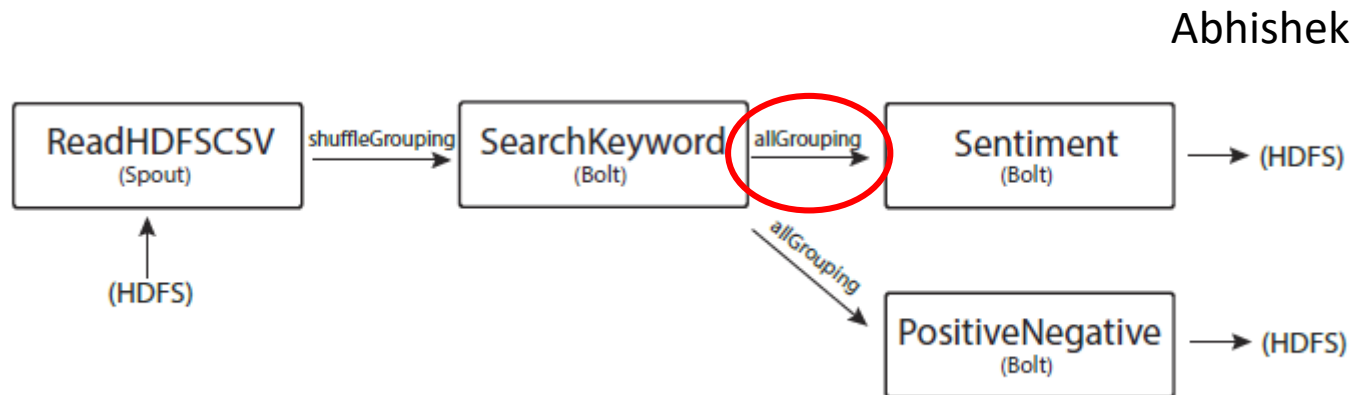 Abhishek
ReadHDFSCSV
(Spout)
shuffleGrouping
SearchKeyword
(Bolt)
allGrouping
Sentiment
(Bolt)
(HDFS)
(HDFS)
allGrouping
PositiveNegative
(Bolt)
(HDFS)